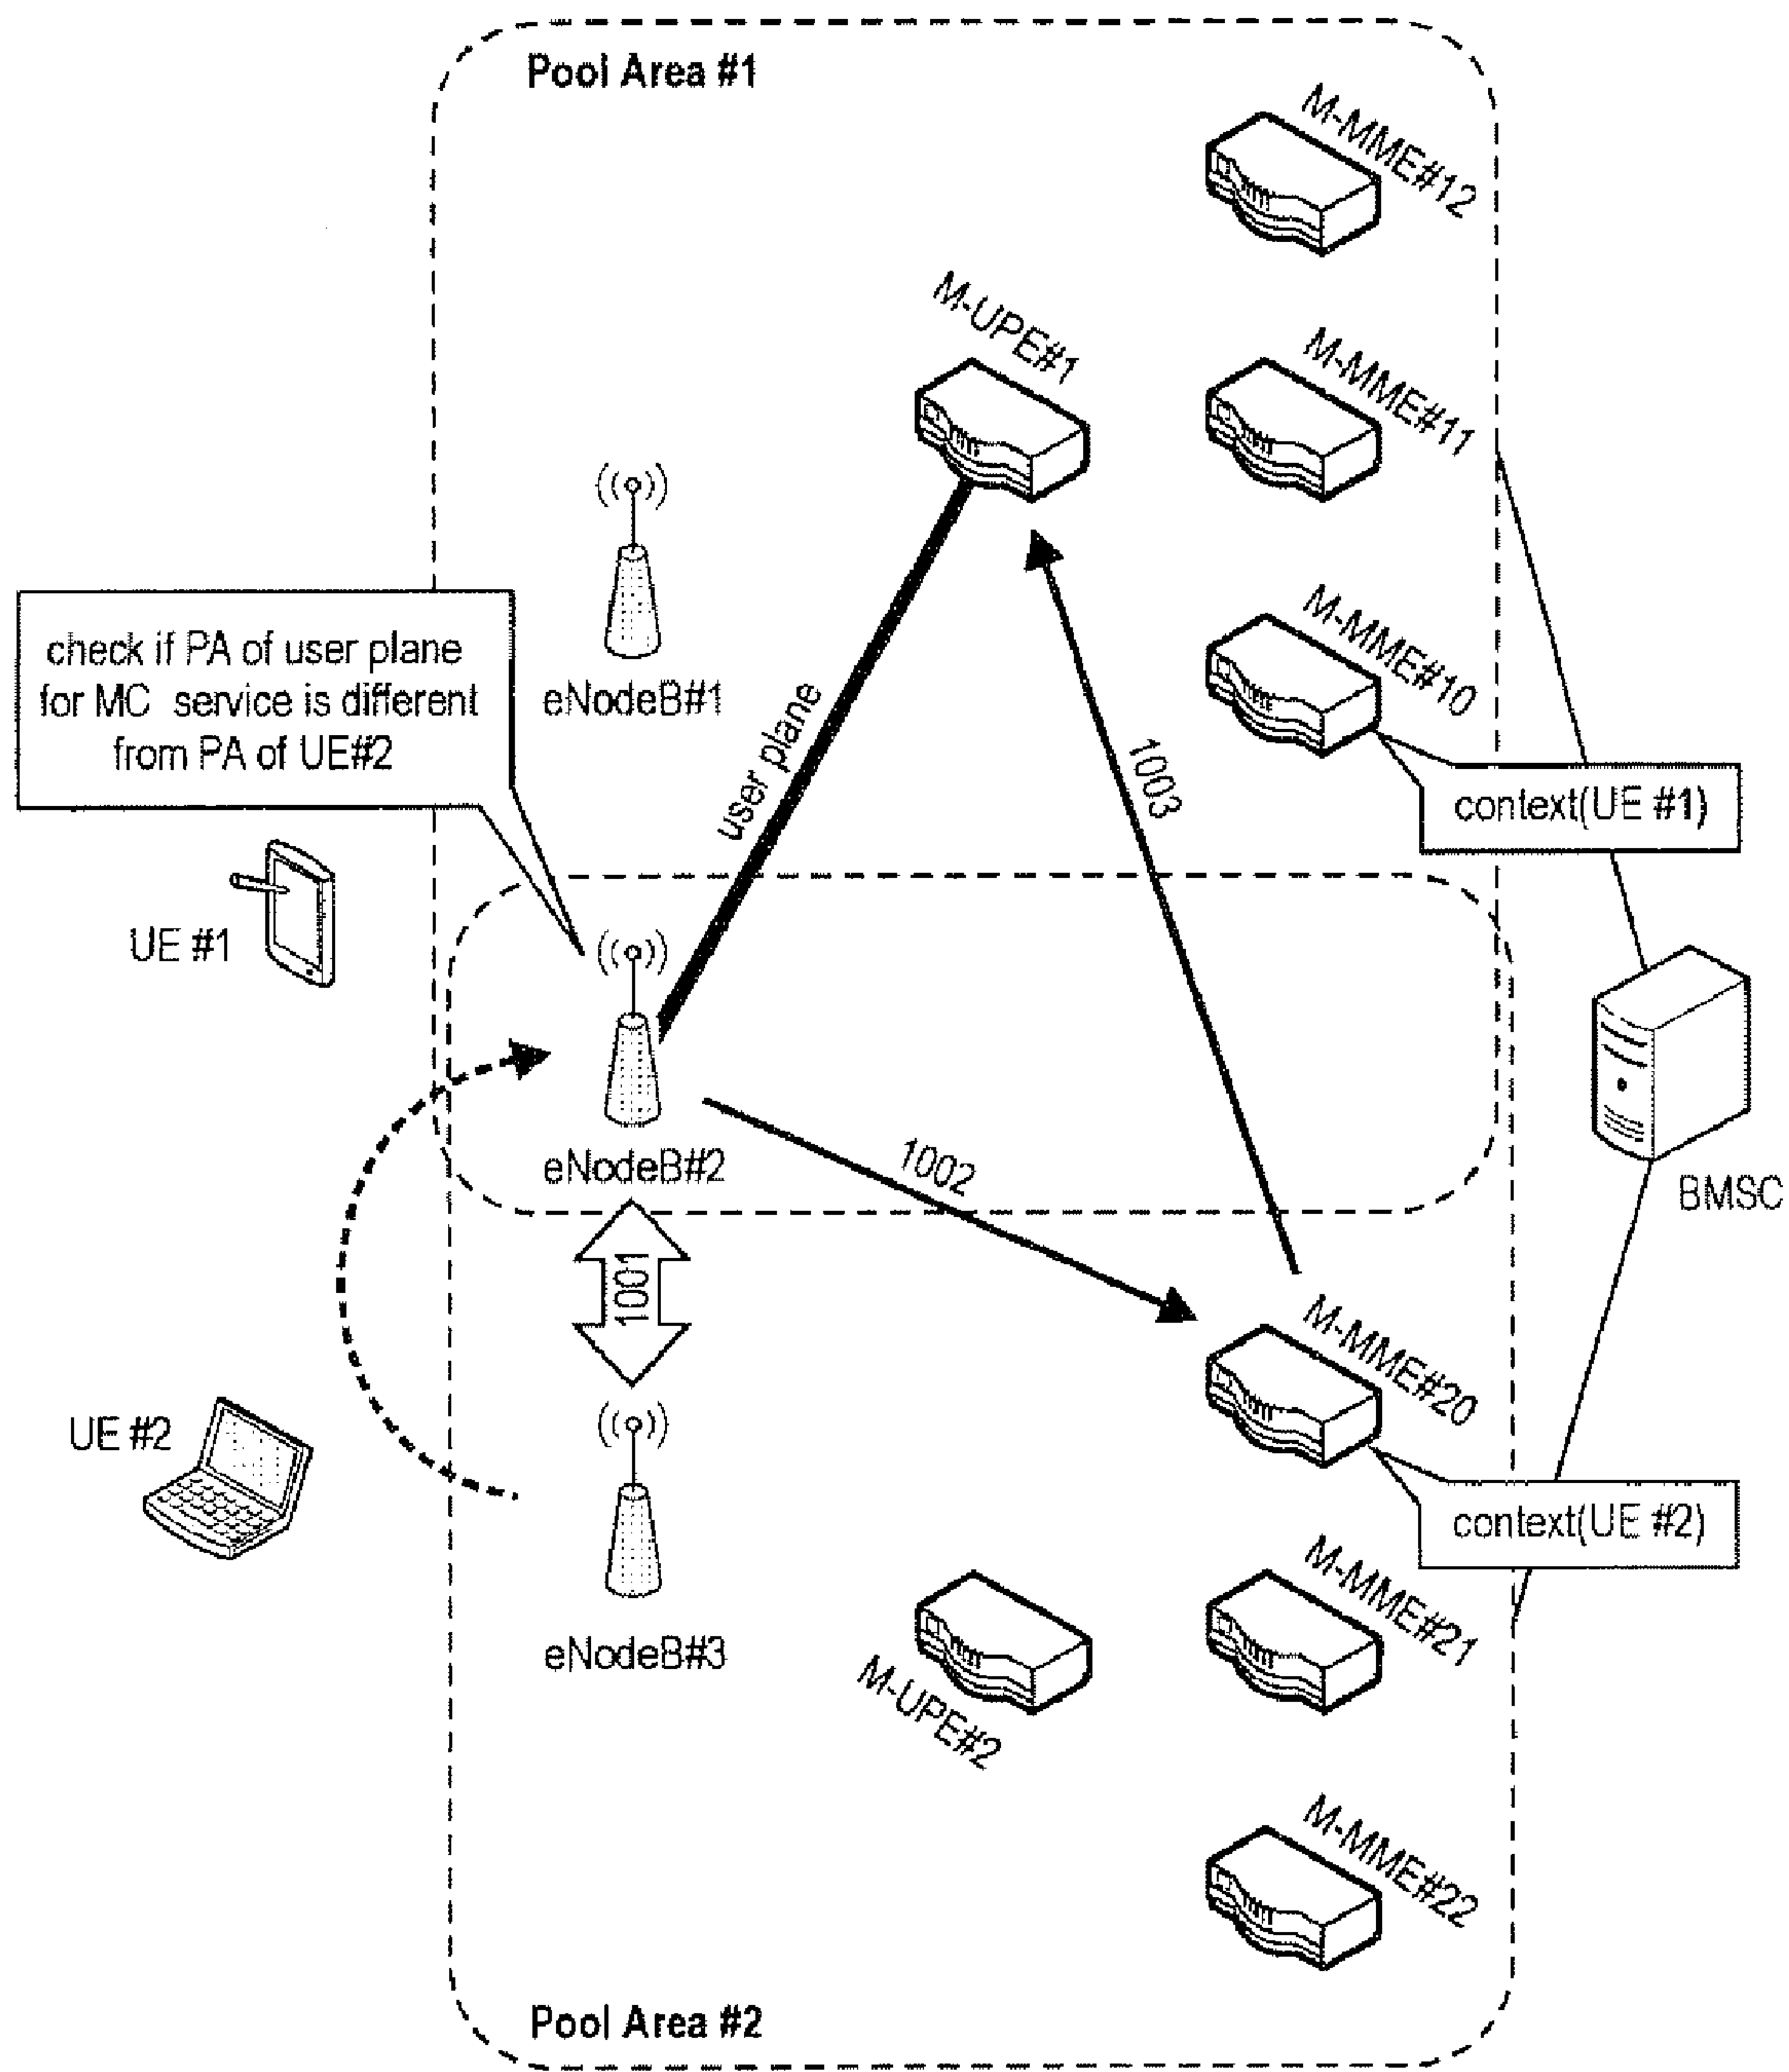 Pool Area #1
M-MME#12
M-UPE#1
M-MME#11
check if PA of user plane
for MC service is different
from PA of UE#2
eNodeB#1
M-MME#10
user plane
1003
context(UE #1)
UE #1
eNodeB#2
1002
BMSC
1001
M-MME#20
UE #2
context(UE #2)
eNodeB#3
M-UPE#2
M-MME#21
M-MME#22
Pool Area #2